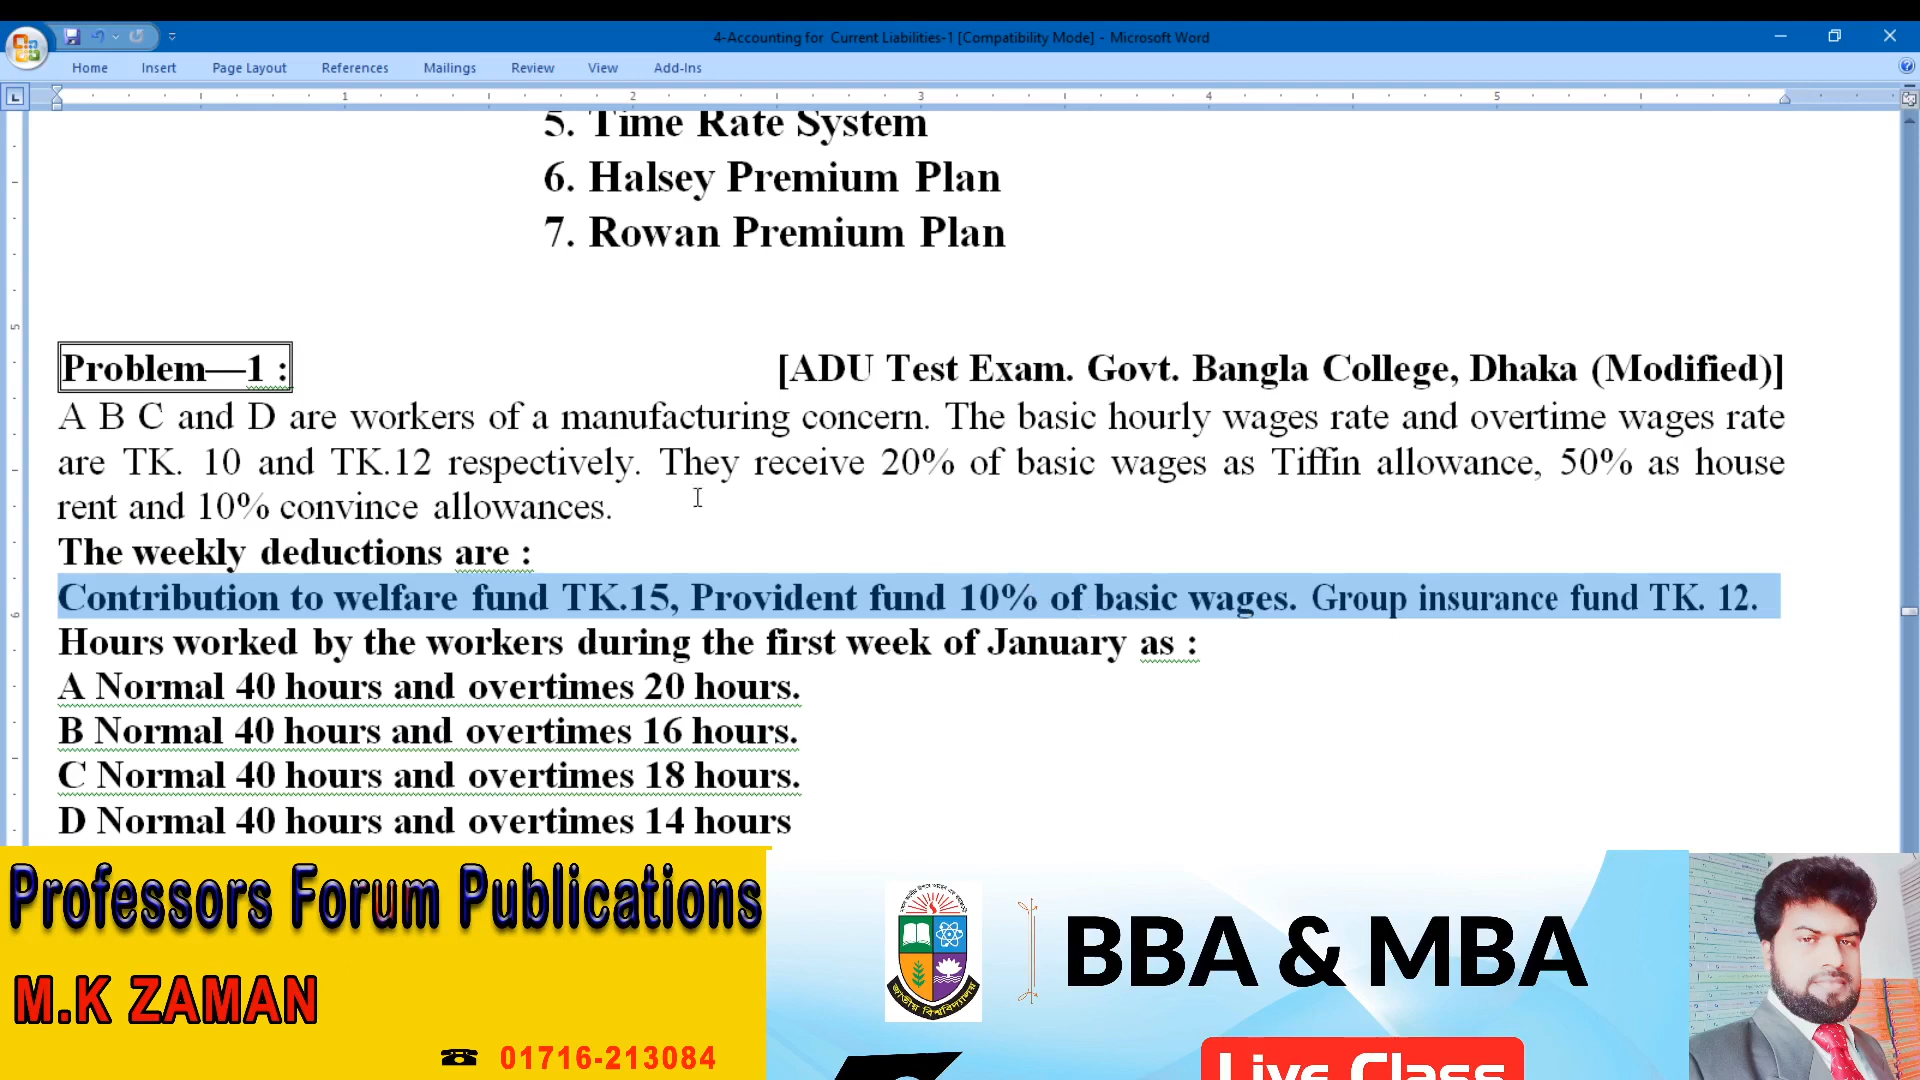 4-Accounting for Current Liabilities-1 [Compatibility Mode] - Microsoft Word
Home Insert Page Layout References Mailings Review View Add-Ins
1 2 3 4 5
5. Time Rate System
6. Halsey Premium Plan
7. Rowan Premium Plan
Problem—1 : [ADU Test Exam. Govt. Bangla College, Dhaka (Modified)]
A B C and D are workers of a manufacturing concern. The basic hourly wages rate and overtime wages rate
are TK. 10 and TK.12 respectively. They receive 20% of basic wages as Tiffin allowance, 50% as house
rent and 10% convince allowances.
The weekly deductions are :
Contribution to welfare fund TK.15, Provident fund 10% of basic wages. Group insurance fund TK. 12.
Hours worked by the workers during the first week of January as :
A Normal 40 hours and overtimes 20 hours.
B Normal 40 hours and overtimes 16 hours.
C Normal 40 hours and overtimes 18 hours.
D Normal 40 hours and overtimes 14 hours
Professors Forum Publications
M.K ZAMAN
☎ 01716-213084
BBA & MBA
Live Class